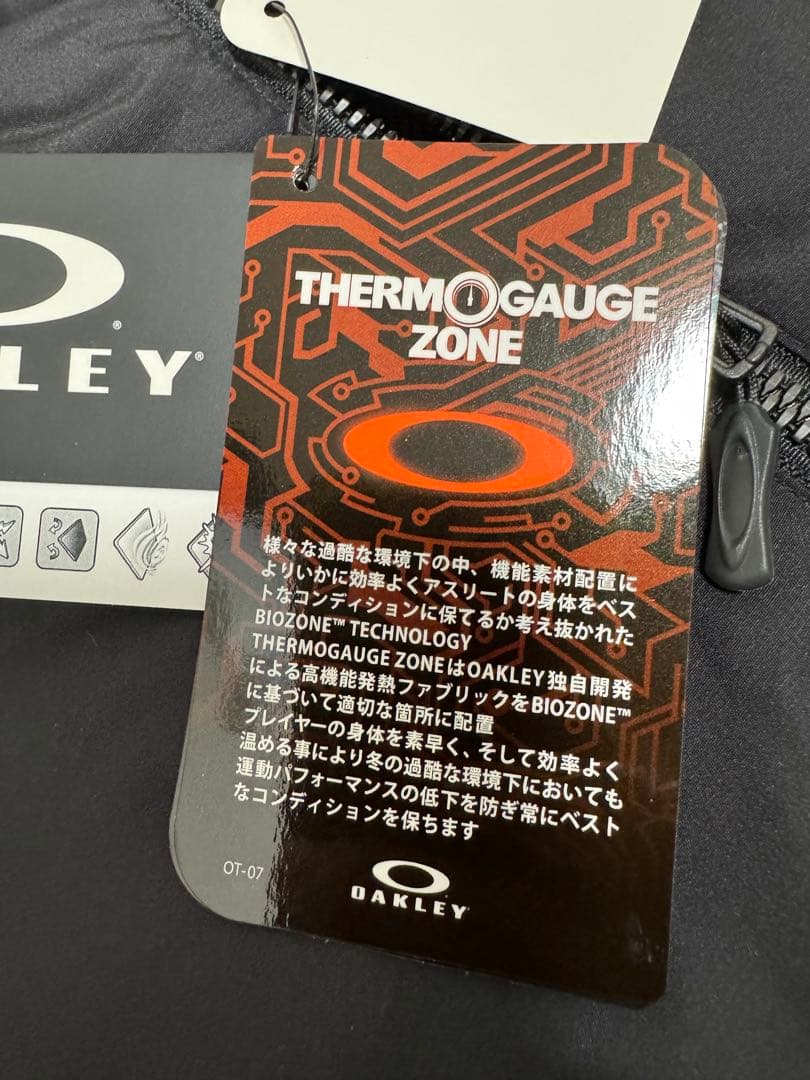 THERMOGAUGE
ZONE
LEY®
様々な過酷な環境下の中、機能素材配置に
よりいかに効率よくアスリートの身体をベス
トなコンディションに保てるか考え抜かれた
BIOZONE™ TECHNOLOGY
THERMOGAUGE ZONEはOAKLEY独自開発
による高機能発熱ファブリックをBIOZONE™
に基づいて適切な箇所に配置
プレイヤーの身体を素早く、そして効率よく
温める事により冬の過酷な環境下においても
運動パフォーマンスの低下を防ぎ常にベスト
なコンディションを保ちます
OT-07
OAKLEY